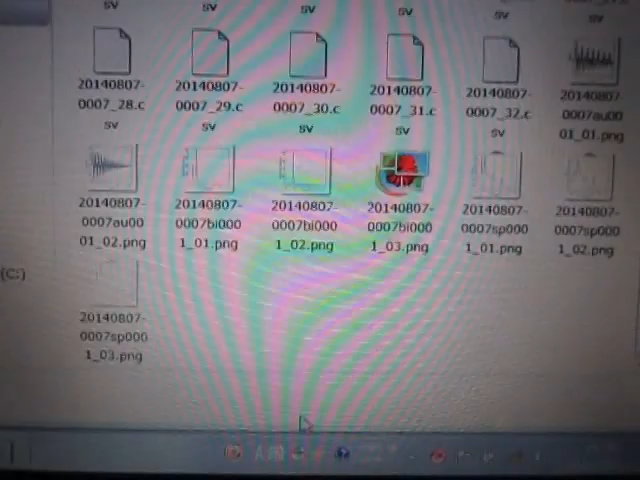 sv sv sv sv sv sv
20140807- 20140807- 20140807- 20140807- 20140807- 20140807-
0007_28.c 0007_29.c 0007_30.c 0007_31.c 0007_32.c 0007au00
sv sv sv sv sv 01_01.png
20140807- 20140807- 20140807- 20140807- 20140807- 20140807-
0007au00 0007bi000 0007bi000 0007bi000 0007sp000 0007sp000
01_02.png 1_01.png 1_02.png 1_03.png 1_01.png 1_02.png
(C:)
20140807-
0007sp000
1_03.png